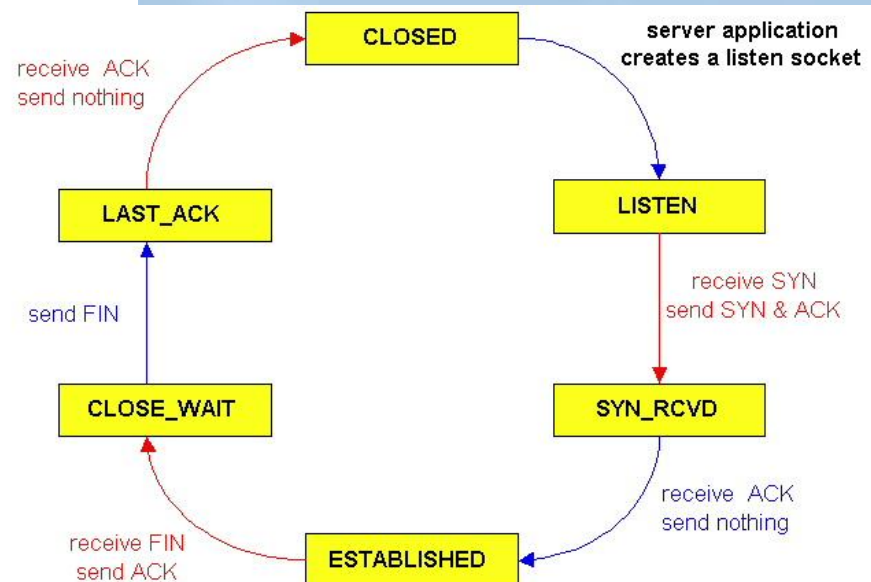 CLOSED
server application
creates a listen socket
receive ACK
send nothing
LAST_ACK
LISTEN
receive SYN
send SYN & ACK
send FIN
CLOSE_WAIT
SYN_RCVD
receive ACK
send nothing
receive FIN
send ACK
ESTABLISHED